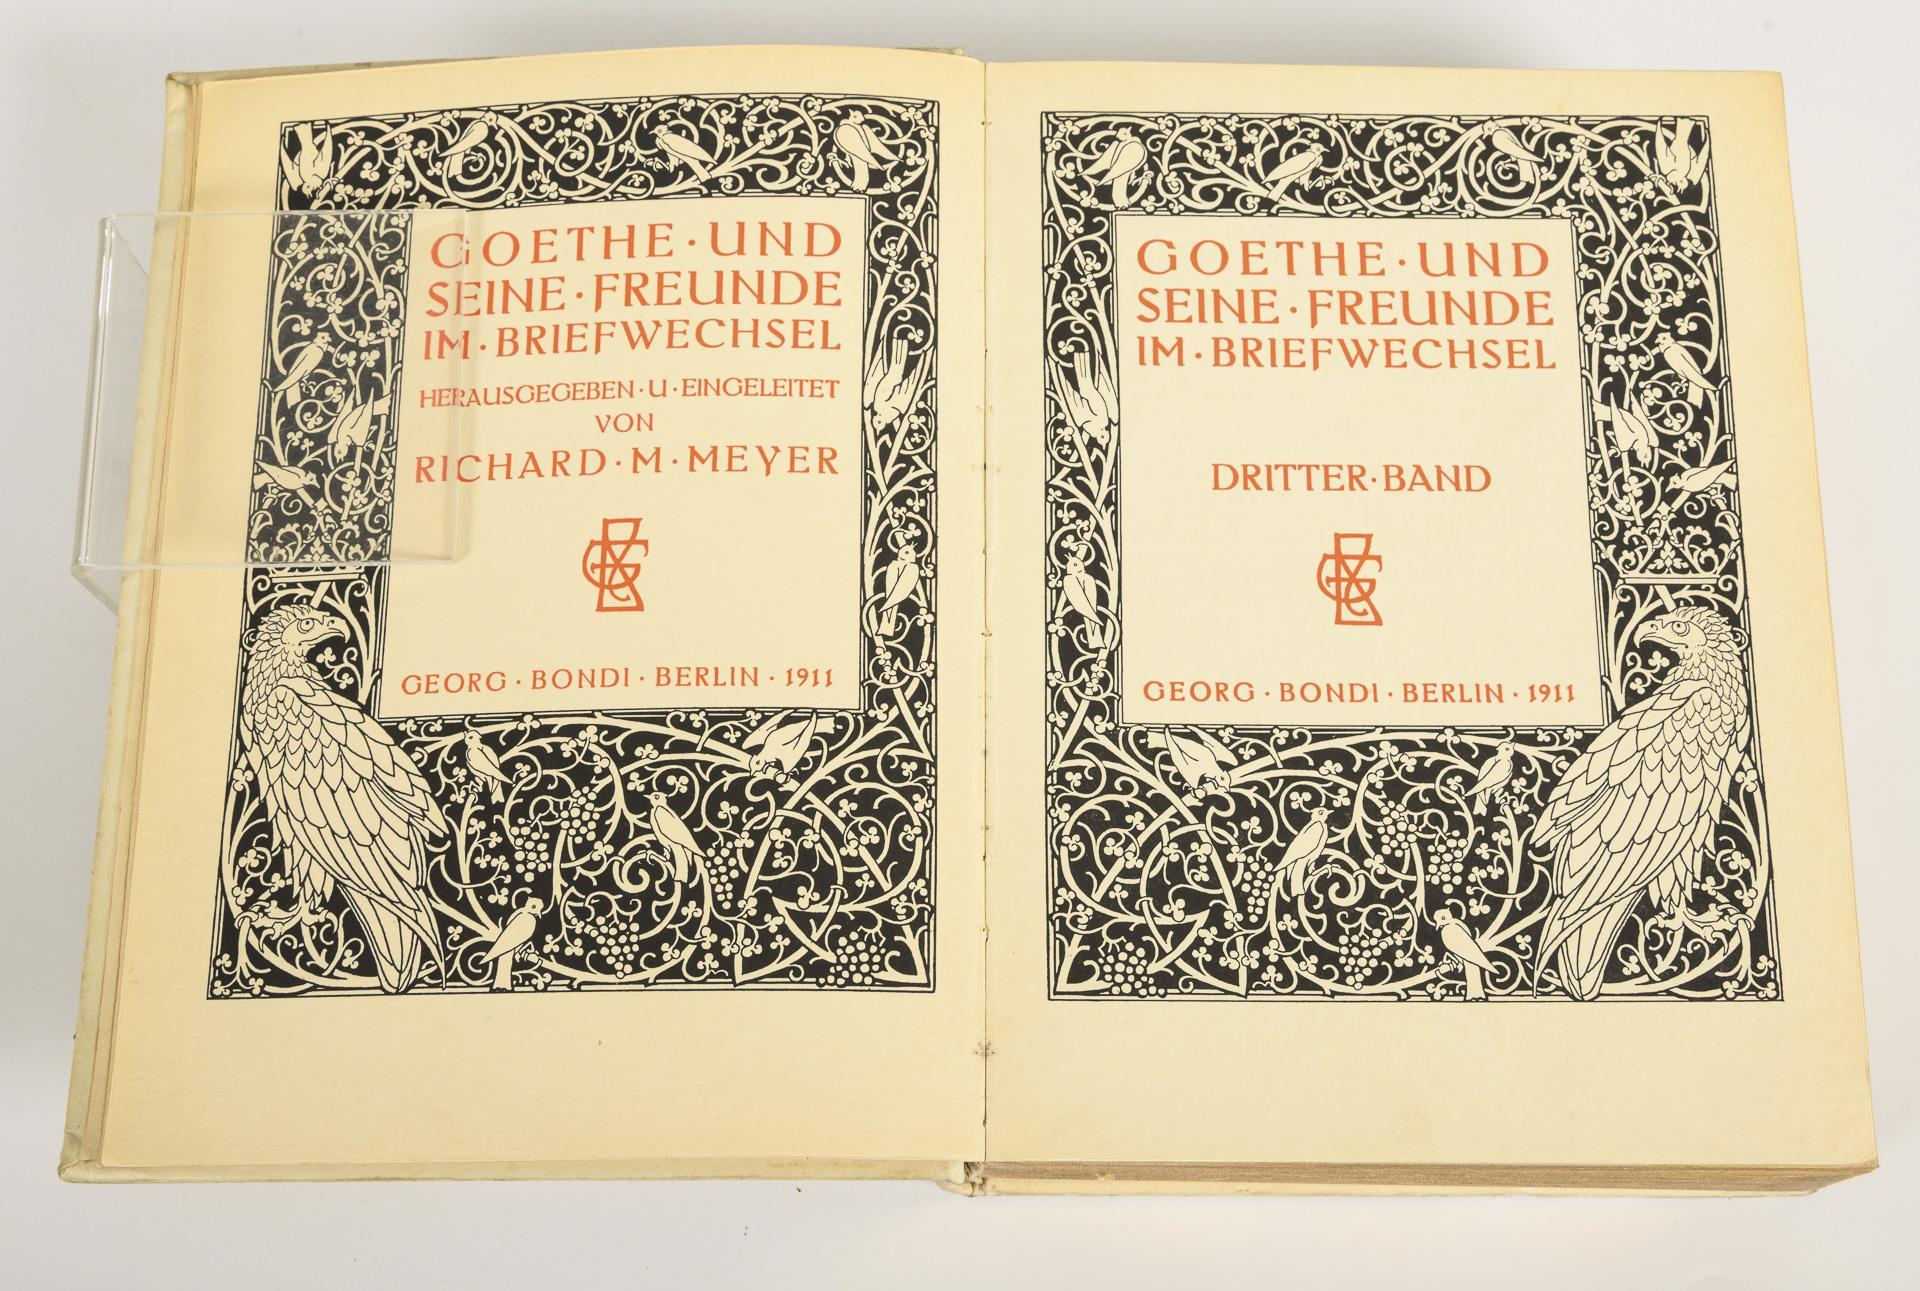 GOETHE · UND
SEINE · FREUNDE
IM · BRIEFWECHSEL
HERAUSGEGEBEN · U · EINGELEITET
VON
RICHARD · M · MEYER
GEORG · BONDI · BERLIN · 1911
GOETHE · UND
SEINE · FREUNDE
IM · BRIEFWECHSEL
DRITTER · BAND
GEORG · BONDI · BERLIN · 1911